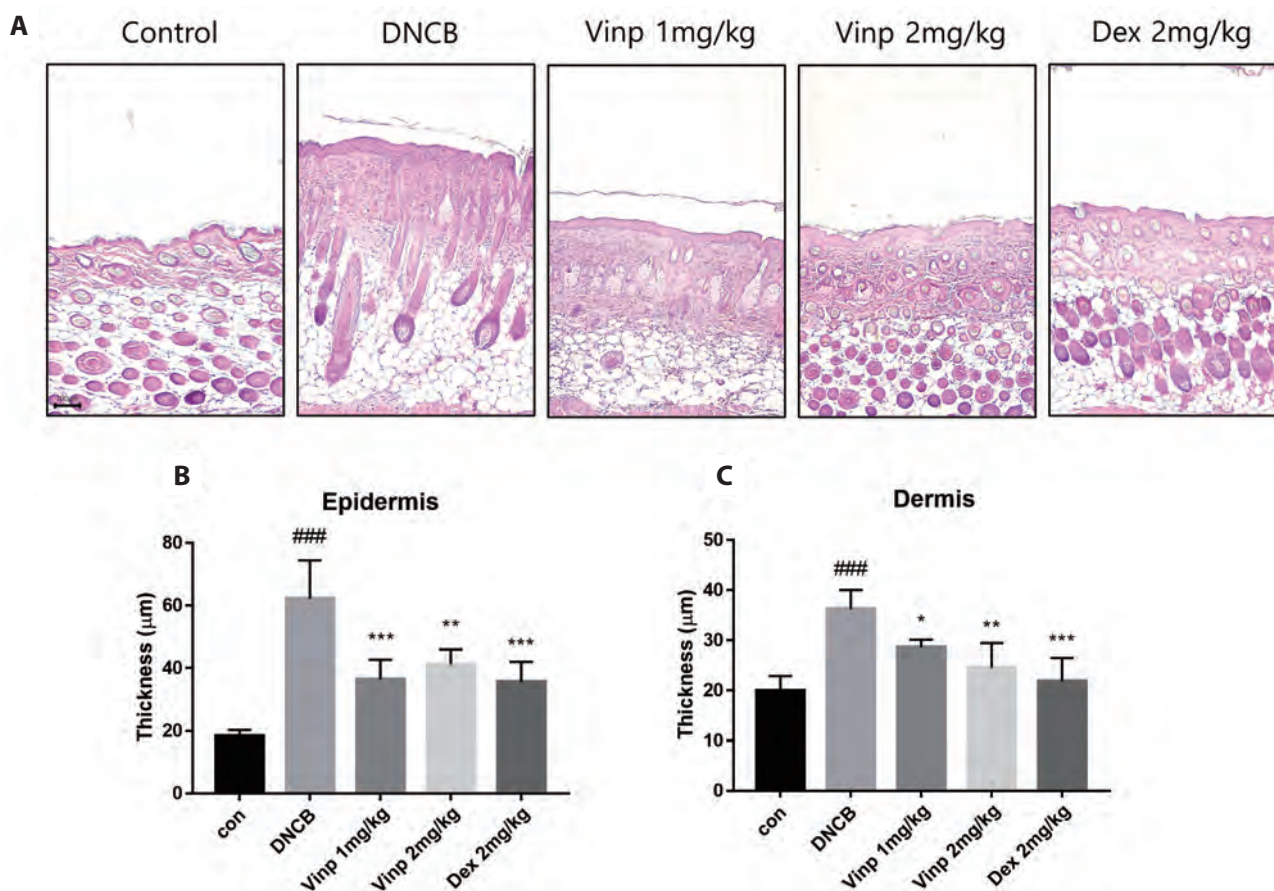 A
Control DNCB Vinp 1mg/kg Vinp 2mg/kg Dex 2mg/kg
B
Epidermis
Thickness (μm)
80
60
40
20
0
###
***
**
***
con DNCB Vinp 1mg/kg Vinp 2mg/kg Dex 2mg/kg
C
Dermis
Thickness (μm)
50
40
30
20
10
0
###
*
**
***
con DNCB Vinp 1mg/kg Vinp 2mg/kg Dex 2mg/kg